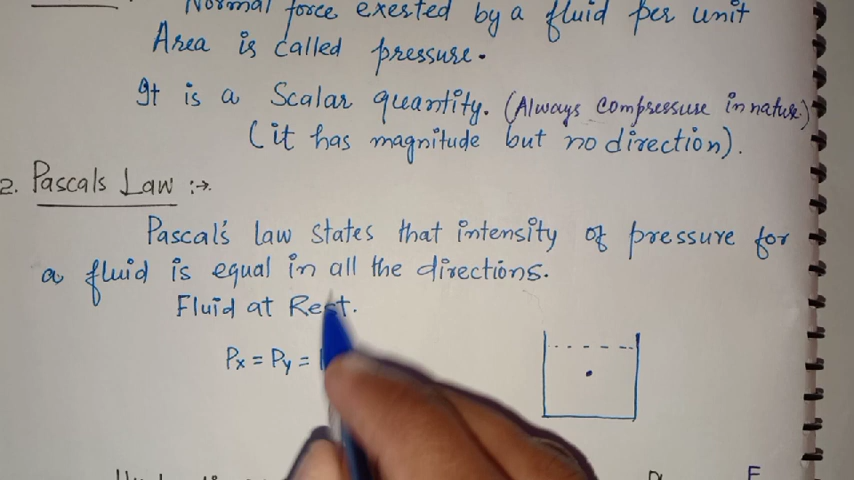 Normal force exerted by a fluid per unit
Area is called pressure.
It is a Scalar quantity. (Always compressure in nature)
(it has magnitude but no direction).
2. Pascals Law :→
Pascal's law states that intensity of pressure for
a fluid is equal in all the directions.
Fluid at Rest.
Px = Py =
F